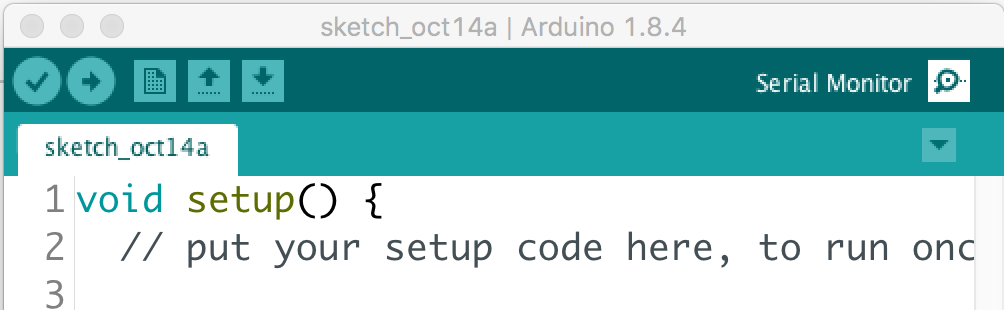 sketch_oct14a | Arduino 1.8.4
Serial Monitor
sketch_oct14a
1 void setup() {
2 // put your setup code here, to run onc
3